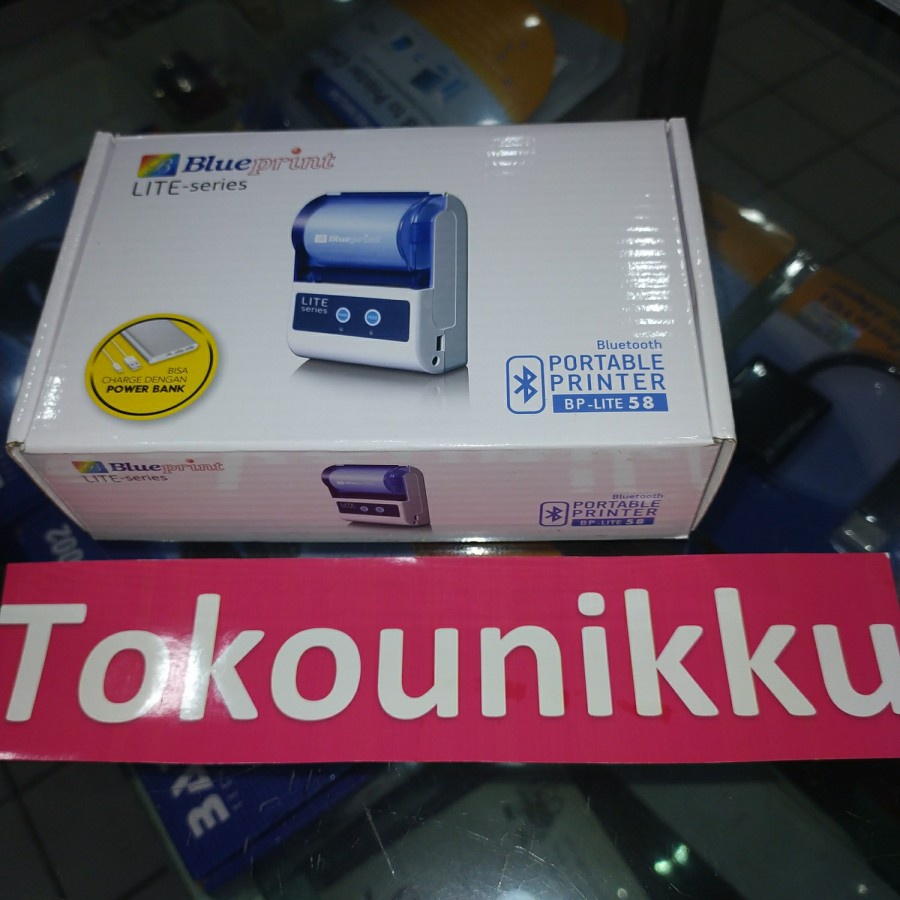 Blueprint
LITE-series
Blueprint
LITE
series
BISA
CHARGE DENGAN
POWER BANK
Bluetooth
PORTABLE
PRINTER
BP-LITE 58
Blueprint
LITE-series
Bluetooth
PORTABLE
PRINTER
BP-LITE 58
002
Tokounikku